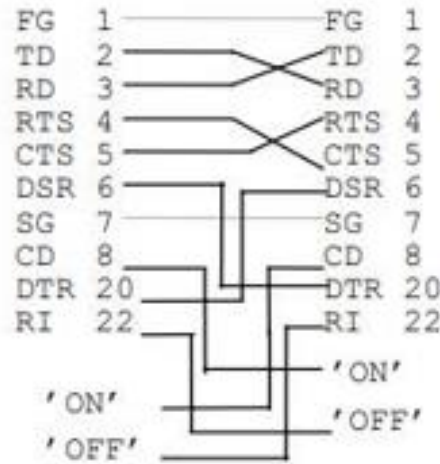 FG 1 FG 1
TD 2 TD 2
RD 3 RD 3
RTS 4 RTS 4
CTS 5 CTS 5
DSR 6 DSR 6
SG 7 SG 7
CD 8 CD 8
DTR 20 DTR 20
RI 22 RI 22
'ON'
'ON'
'OFF'
'OFF'